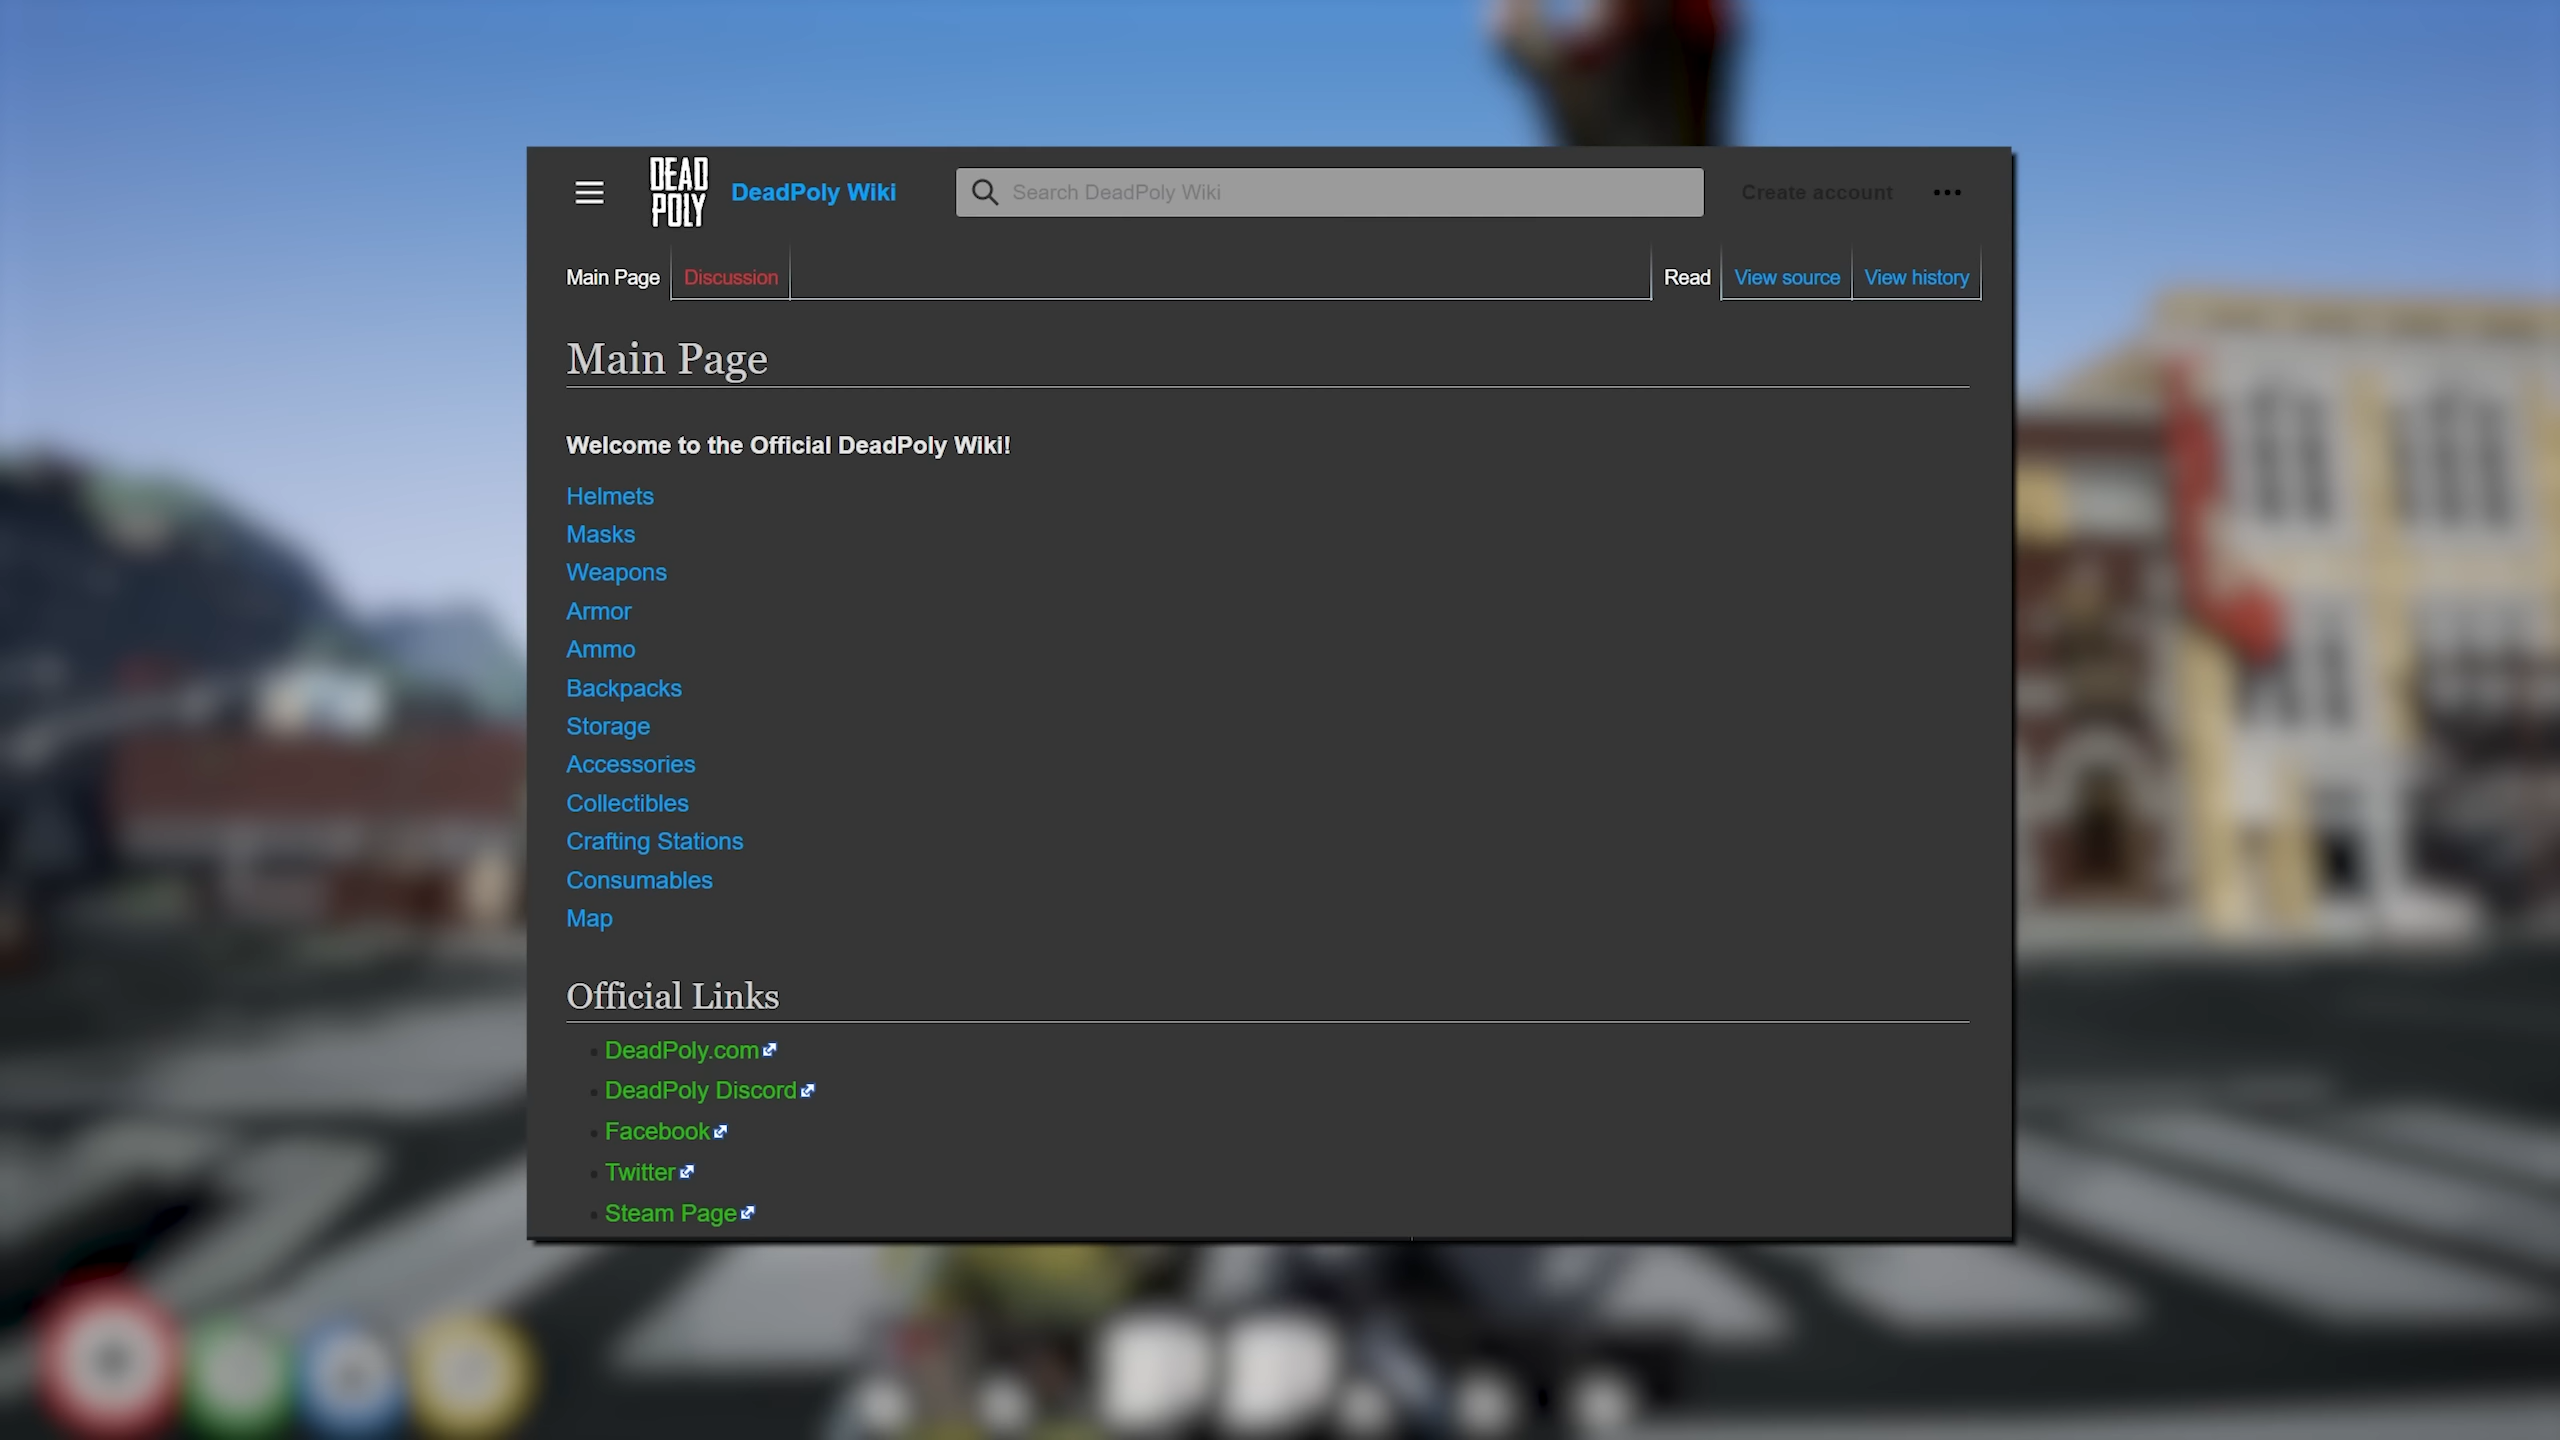 DEAD
POLY
DeadPoly Wiki
Search DeadPoly Wiki
Create account
Main Page
Discussion
Read
View source
View history
Main Page
Welcome to the Official DeadPoly Wiki!
Helmets
Masks
Weapons
Armor
Ammo
Backpacks
Storage
Accessories
Collectibles
Crafting Stations
Consumables
Map
Official Links
DeadPoly.com
DeadPoly Discord
Facebook
Twitter
Steam Page